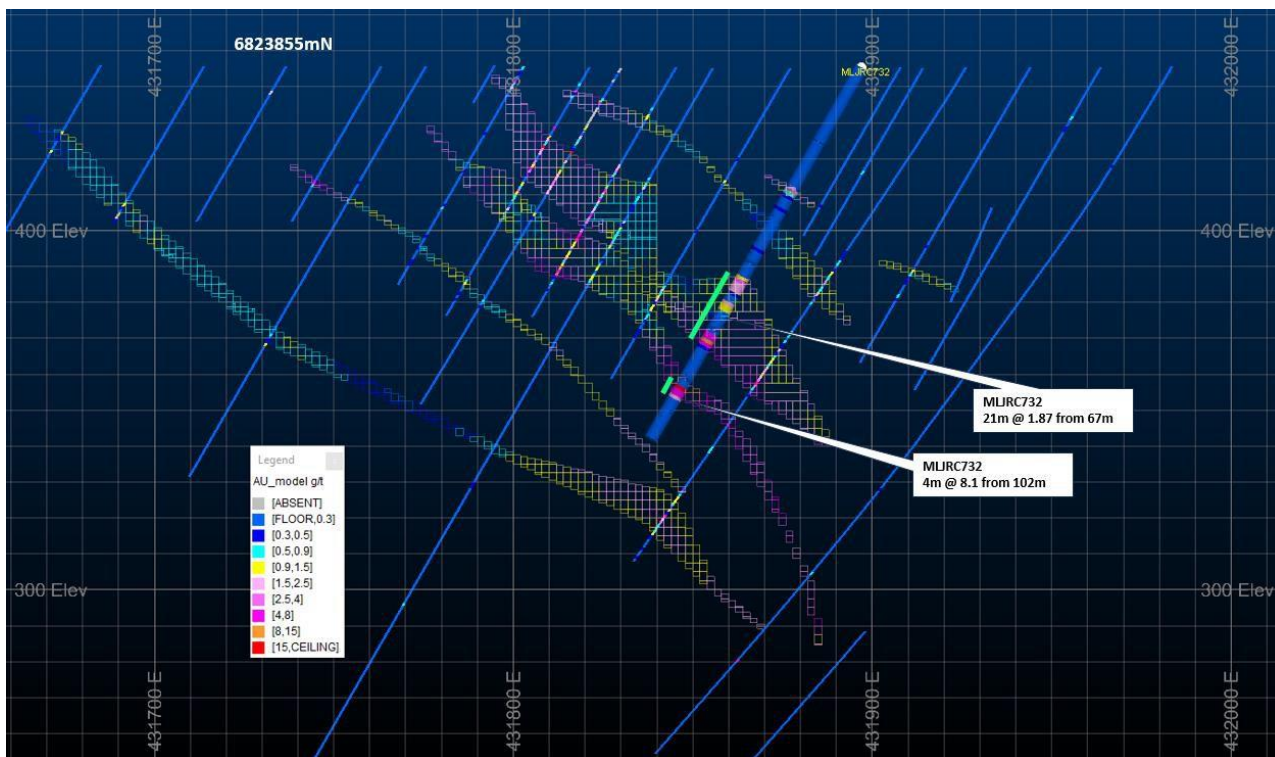 6823855mN
431700 E
431800 E
431900 E
432000 E
MLJRC732
400 Elev
400 Elev
MLJRC732
21m @ 1.87 from 67m
MLJRC732
4m @ 8.1 from 102m
Legend
AU_model g/t
[ABSENT]
[FLOOR,0.3]
[0.3,0.5]
[0.5,0.9]
[0.9,1.5]
[1.5,2.5]
[2.5,4]
[4,8]
[8,15]
[15,CEILING]
300 Elev
300 Elev
431700 E
431800 E
431900 E
432000 E